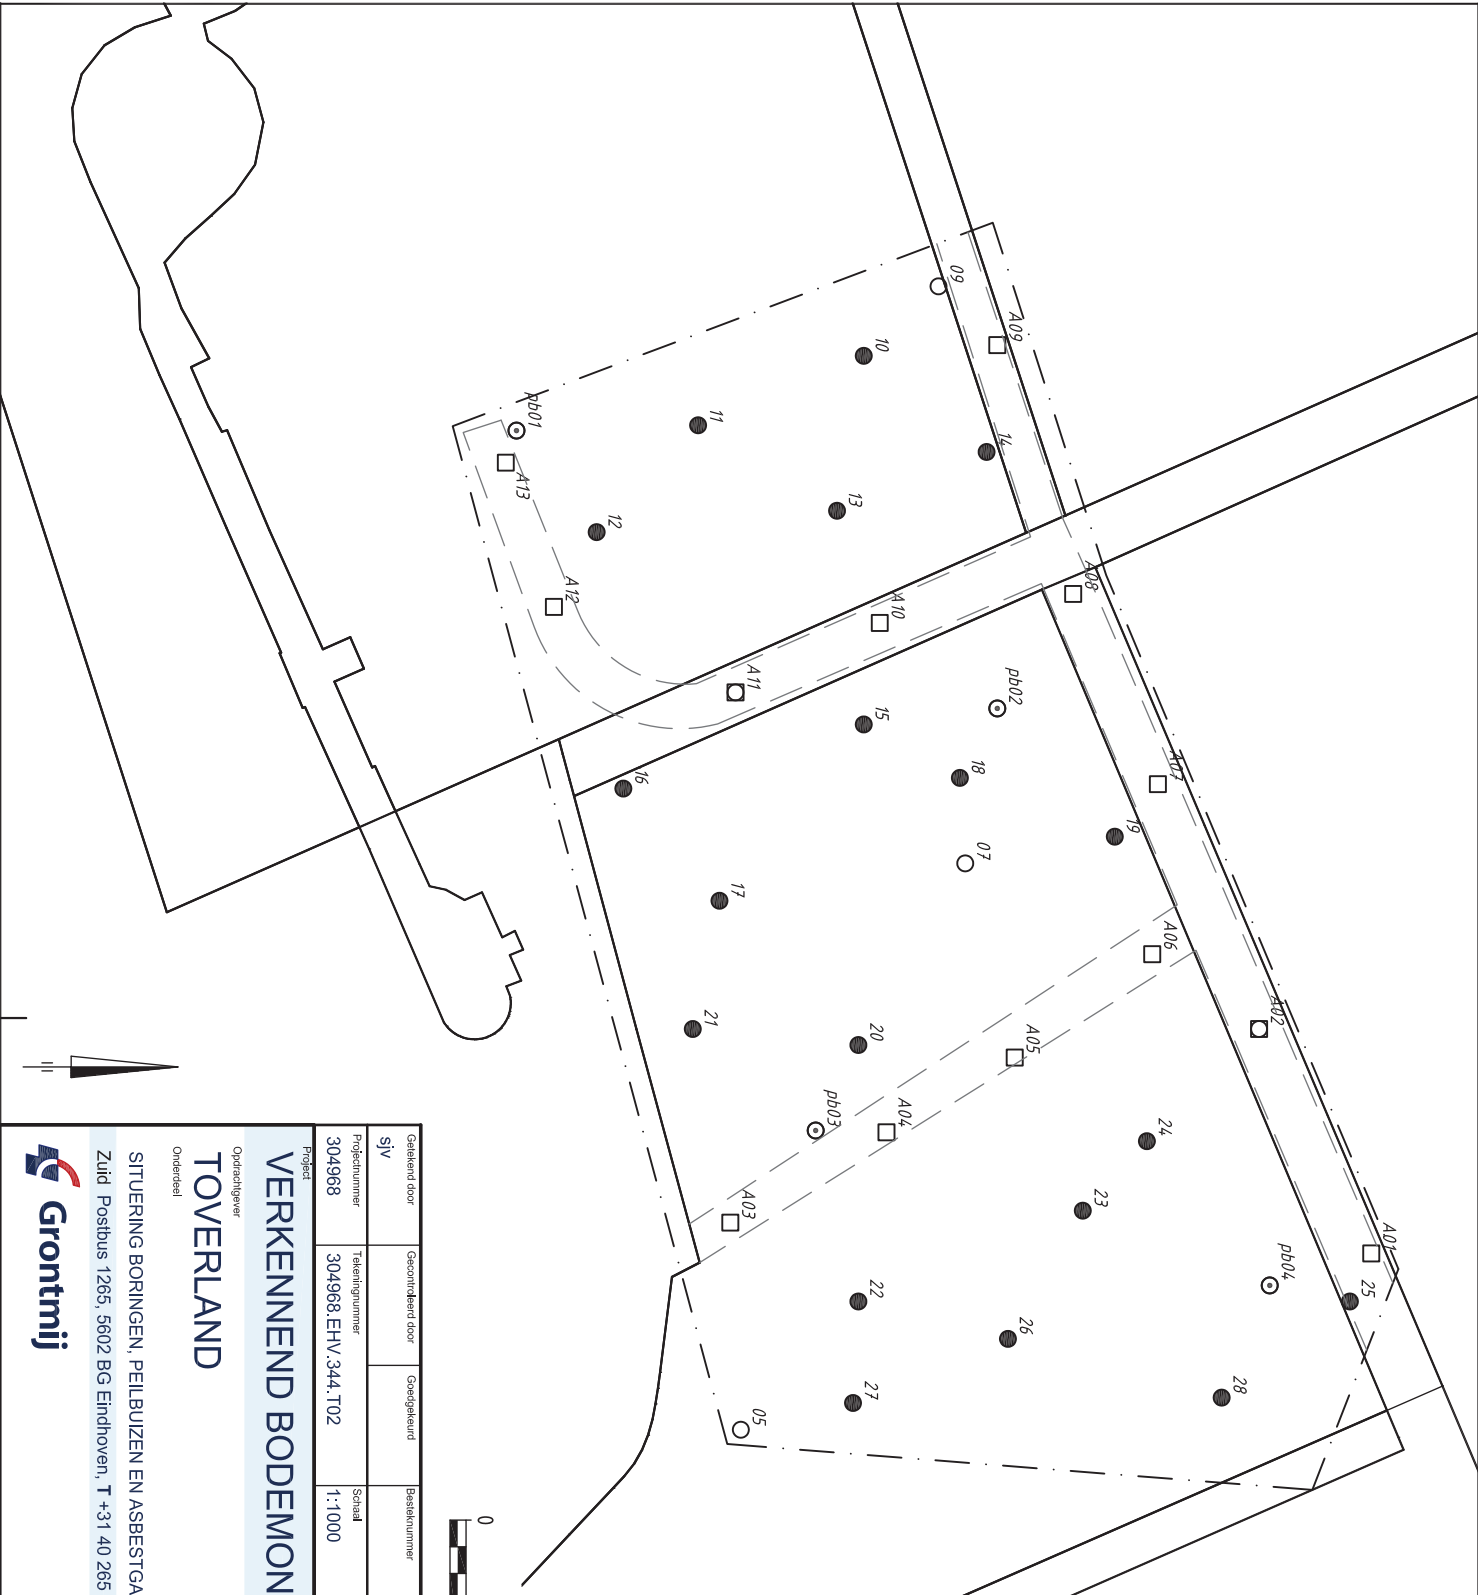 09
A09
10
14
11
pb01
A13
13
12
A12
A08
A10
A11
pb02
15
A07
18
16
19
07
17
A06
A02
21
20
A05
pb03
A04
24
A03
23
A01
pb04
25
22
26
28
27
05
0
Getekend door
Gecontroleerd door
Goedgekeurd
Besteknummer
sjv
Projectnummer
Tekeningnummer
Schaal
304968
304968.EHV.344.T02
1:1000
Project
VERKENNEND BODEMON
Opdrachtgever
TOVERLAND
Onderdeel
SITUERING BORINGEN, PEILBUIZEN EN ASBESTGA
Zuid Postbus 1265, 5602 BG Eindhoven, T +31 40 265
Grontmij